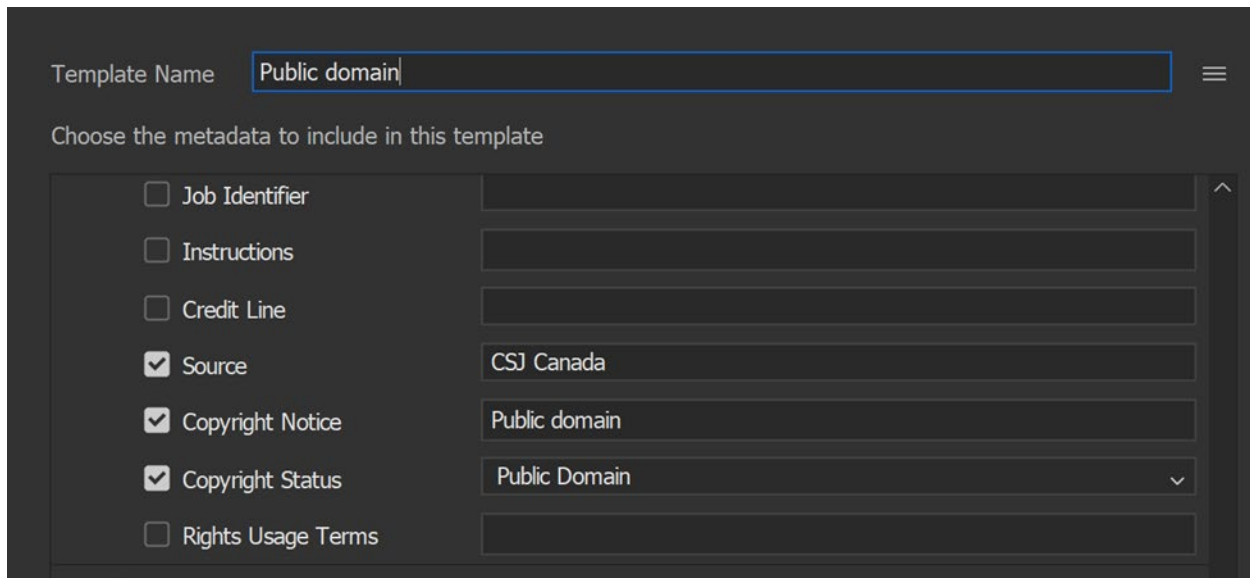 Template Name Public domain
Choose the metadata to include in this template
Job Identifier
Instructions
Credit Line
Source CSJ Canada
Copyright Notice Public domain
Copyright Status Public Domain
Rights Usage Terms